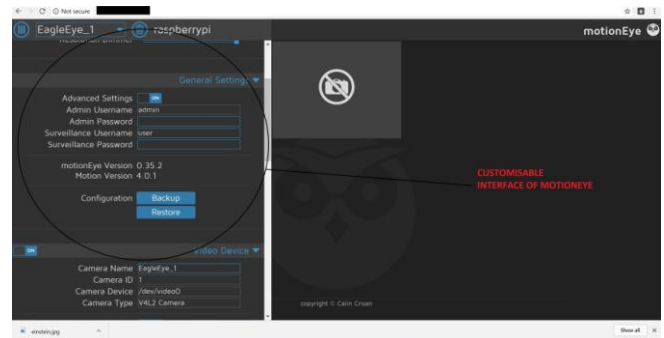 Not secure
EagleEye_1 raspberrypi motionEye
Resolution Dimmer
General Settings
Advanced Settings ON
Admin Username admin
Admin Password
Surveillance Username user
Surveillance Password
motionEye Version 0.35.2
Motion Version 4.0.1
Configuration Backup
Restore
CUSTOMISABLE
INTERFACE OF MOTIONEYE
ON Video Device
Camera Name EagleEye_1
Camera ID 1
Camera Device /dev/video0
Camera Type V4L2 Camera
copyright © Calin Crisan
einstein.jpg Show all